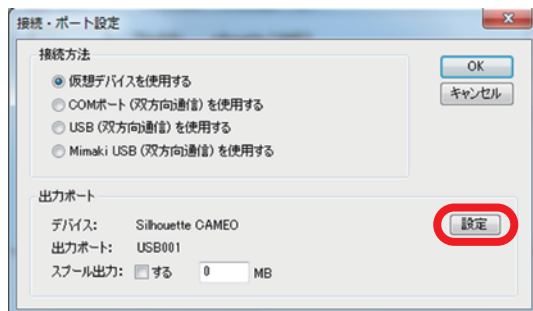 接続・ポート設定
接続方法
仮想デバイスを使用する
COMポート (双方向通信) を使用する
USB (双方向通信) を使用する
Mimaki USB (双方向通信) を使用する
OK
キャンセル
出力ポート
デバイス: Silhouette CAMEO
設定
出力ポート: USB001
スプール出力: する 0 MB